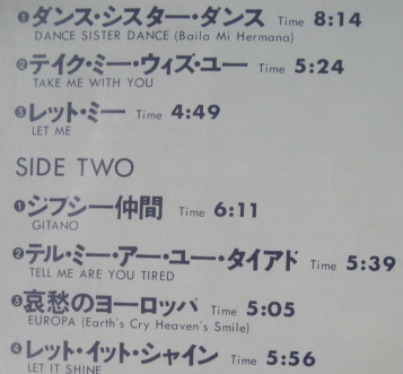 ❶ダンス・シスター・ダンス Time 8:14
DANCE SISTER DANCE (Baila Mi Hermana)
❷テイク・ミー・ウィズ・ユー Time 5:24
TAKE ME WITH YOU
❸レット・ミー Time 4:49
LET ME
SIDE TWO
❶ジプシー仲間 Time 6:11
GITANO
❷テル・ミー・アー・ユー・タイアド Time 5:39
TELL ME ARE YOU TIRED
❸哀愁のヨーロッパ Time 5:05
EUROPA (Earth's Cry Heaven's Smile)
❹レット・イット・シャイン Time 5:56
LET IT SHINE